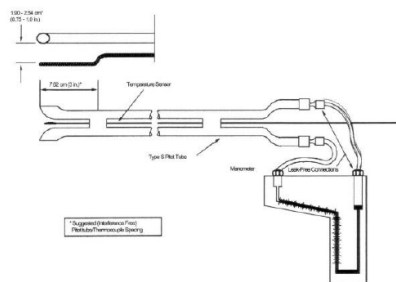 1.90 - 2.54 cm*
(0.75 - 1.0 in.)
7.62 cm (3 in.)*
Temperature Sensor
Type S Pitot Tube
Manometer
Leak-Free Connections
* Suggested (Interference Free)
Pitot tube/Thermocouple Spacing